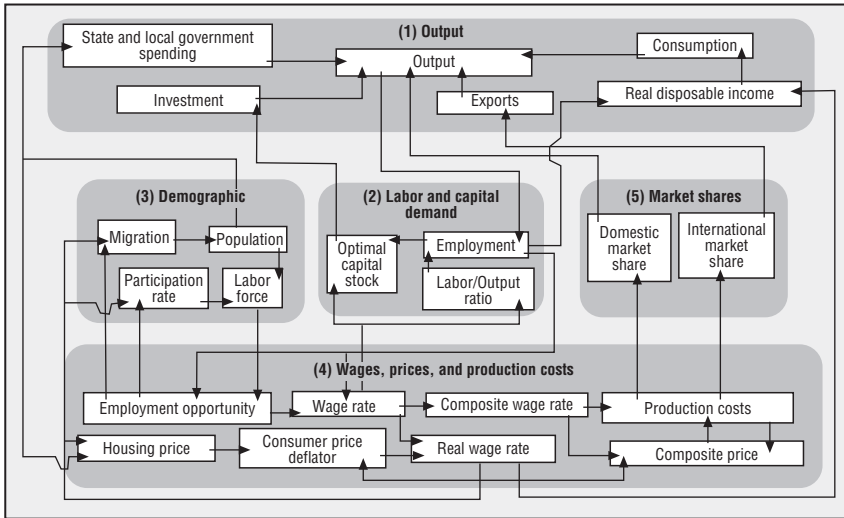 (1) Output
State and local government
spending
Output
Consumption
Investment
Exports
Real disposable income
(3) Demographic
Migration
Population
Participation
rate
Labor
force
(2) Labor and capital
demand
Optimal
capital
stock
Employment
Labor/Output
ratio
(5) Market shares
Domestic
market
share
International
market
share
(4) Wages, prices, and production costs
Employment opportunity
Wage rate
Composite wage rate
Production costs
Housing price
Consumer price
deflator
Real wage rate
Composite price